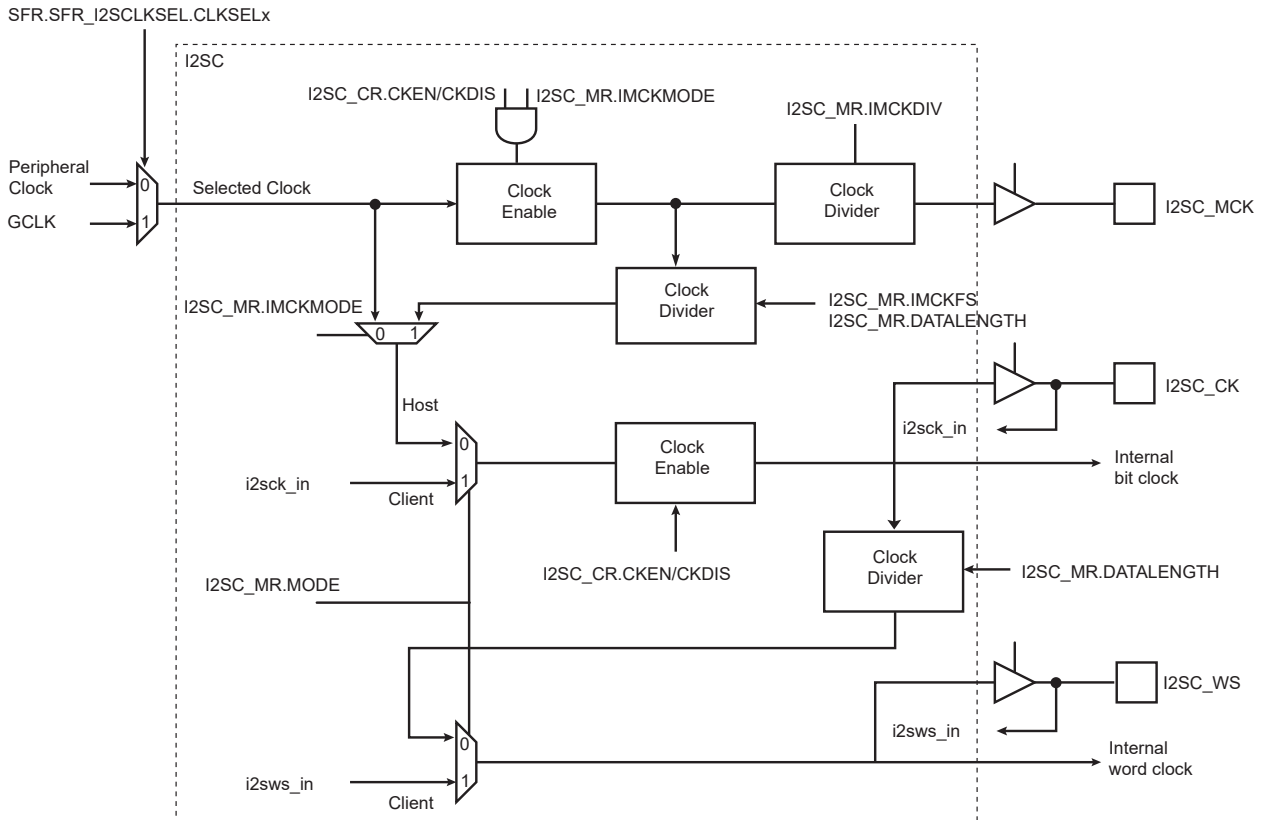 SFR.SFR_I2SCLKSEL.CLKSELx
I2SC
I2SC_CR.CKEN/CKDIS
I2SC_MR.IMCKMODE
I2SC_MR.IMCKDIV
Peripheral
Clock
0
Selected Clock
Clock
Enable
Clock
Divider
I2SC_MCK
GCLK
1
I2SC_MR.IMCKMODE
0
1
Clock
Divider
I2SC_MR.IMCKFS
I2SC_MR.DATALENGTH
I2SC_CK
Host
i2sck_in
0
Clock
Enable
Internal
bit clock
i2sck_in
1
Client
I2SC_CR.CKEN/CKDIS
Clock
Divider
I2SC_MR.DATALENGTH
I2SC_MR.MODE
I2SC_WS
i2sws_in
0
Internal
word clock
i2sws_in
1
Client